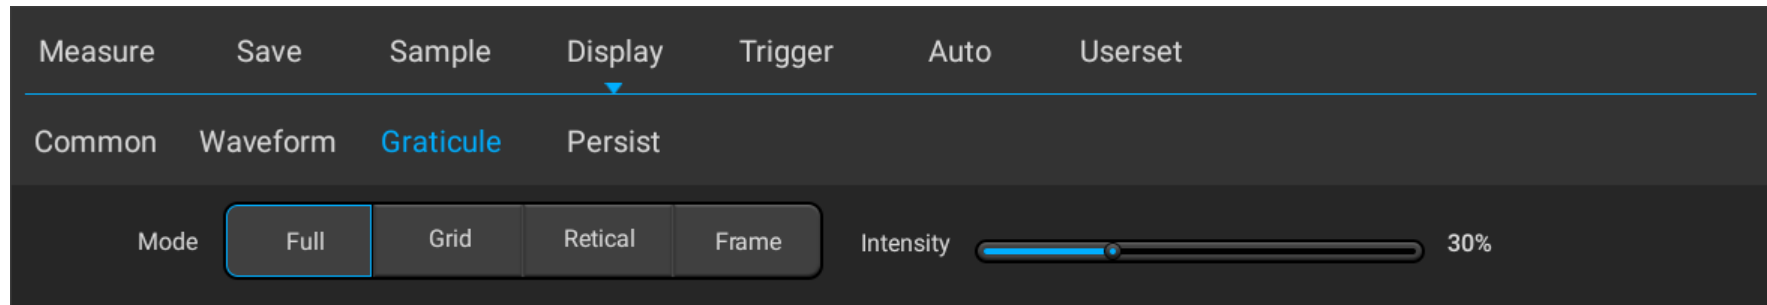 Measure Save Sample Display Trigger Auto Userset
Common Waveform Graticule Persist
Mode Full Grid Retical Frame Intensity 30%